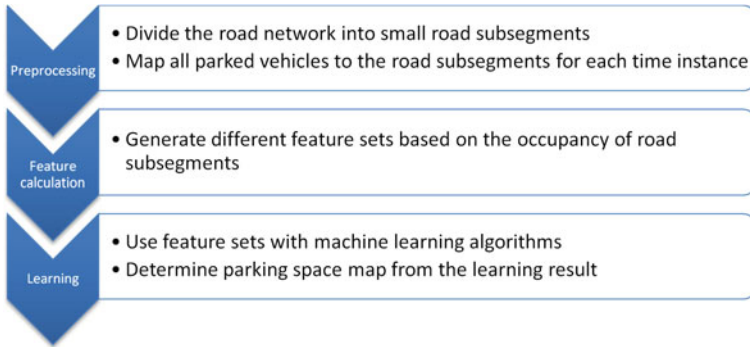 Preprocessing
• Divide the road network into small road subsegments
• Map all parked vehicles to the road subsegments for each time instance
Feature
calculation
• Generate different feature sets based on the occupancy of road
subsegments
Learning
• Use feature sets with machine learning algorithms
• Determine parking space map from the learning result